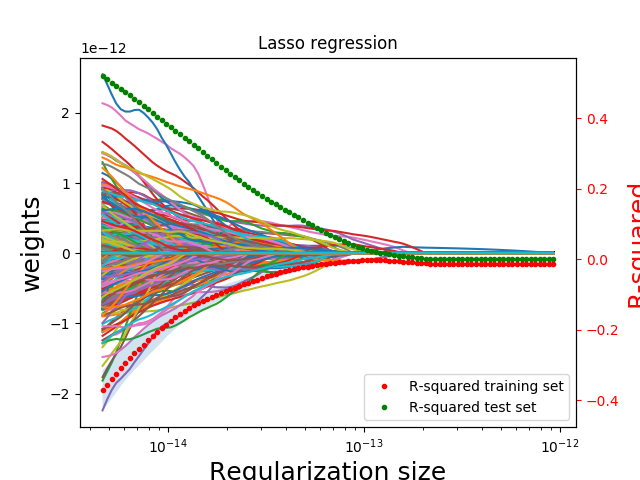 Lasso regression
1e−12
weights
2
1
0
−1
−2
0.4
0.2
0.0
−0.2
−0.4
R-squared
R-squared training set
R-squared test set
10−14
10−13
10−12
Regularization size